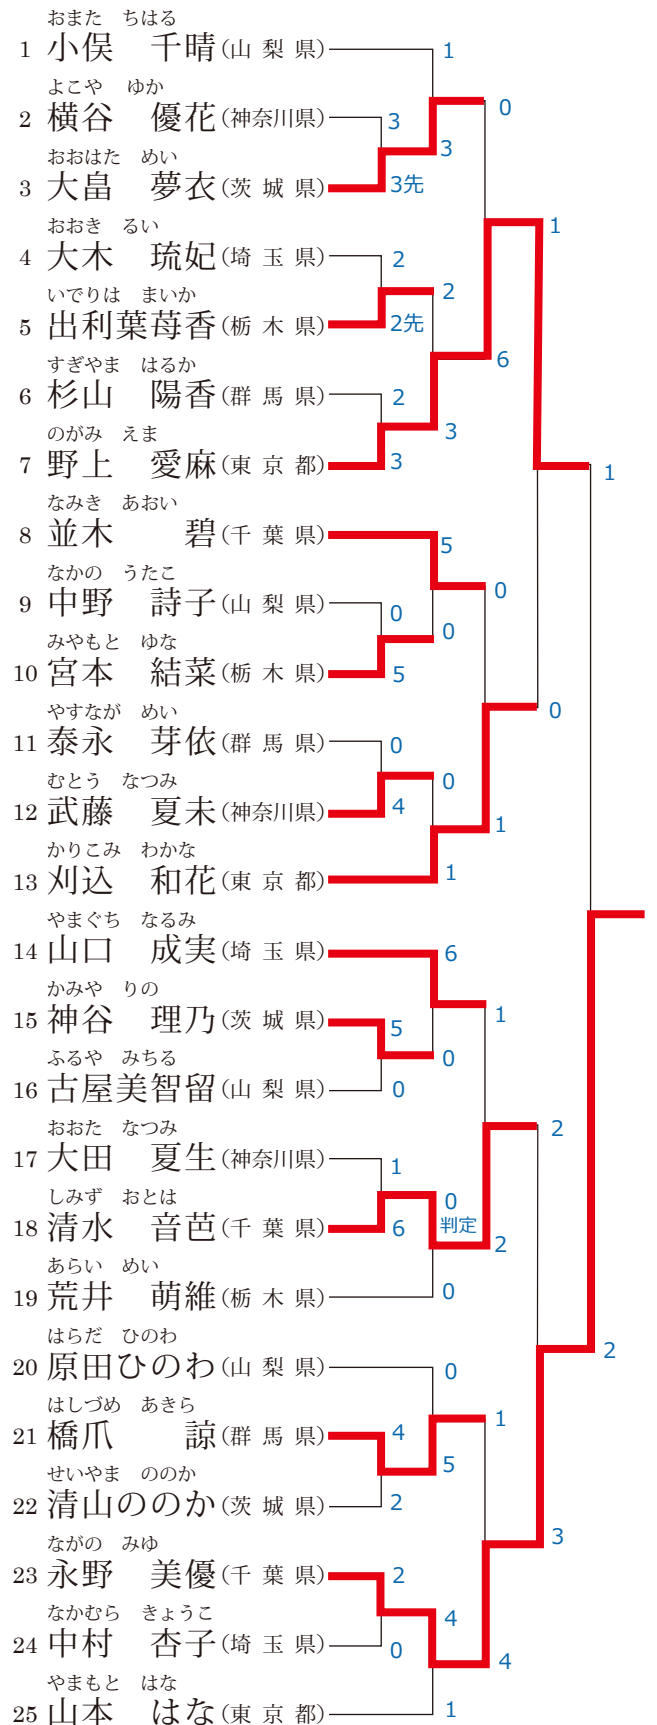 おまた ちはる
1 小俣 千晴(山梨県)
1
よこや ゆか
0
2 横谷 優花(神奈川県)
3
おおはた めい
3
3 大畠 夢衣(茨城県)
3先
おおき るい
1
4 大木 琉妃(埼玉県)
2
いでりは まいか
2
5 出利葉苺香(栃木県)
2先
すぎやま はるか
6
6 杉山 陽香(群馬県)
2
のがみ えま
3
7 野上 愛麻(東京都)
3
1
なみき あおい
8 並木 碧(千葉県)
5
なかの うたこ
0
9 中野 詩子(山梨県)
0
みやもと ゆな
0
10 宮本 結菜(栃木県)
5
やすなが めい
0
11 泰永 芽依(群馬県)
0
むとう なつみ
0
12 武藤 夏未(神奈川県)
4
1
かりこみ わかな
13 刈込 和花(東京都)
1
やまぐち なるみ
14 山口 成実(埼玉県)
6
かみや りの
1
15 神谷 理乃(茨城県)
5
ふるや みちる
0
16 古屋美智留(山梨県)
0
おおた なつみ
2
17 大田 夏生(神奈川県)
1
しみず おとは
0
18 清水 音芭(千葉県)
6
判定
2
あらい めい
19 荒井 萌維(栃木県)
0
はらだ ひのわ
2
20 原田ひのわ(山梨県)
0
はしづめ あきら
1
21 橋爪 諒(群馬県)
4
せいやま ののか
5
22 清山ののか(茨城県)
2
ながの みゆ
3
23 永野 美優(千葉県)
2
なかむら きょうこ
4
24 中村 杏子(埼玉県)
0
4
やまもと はな
25 山本 はな(東京都)
1